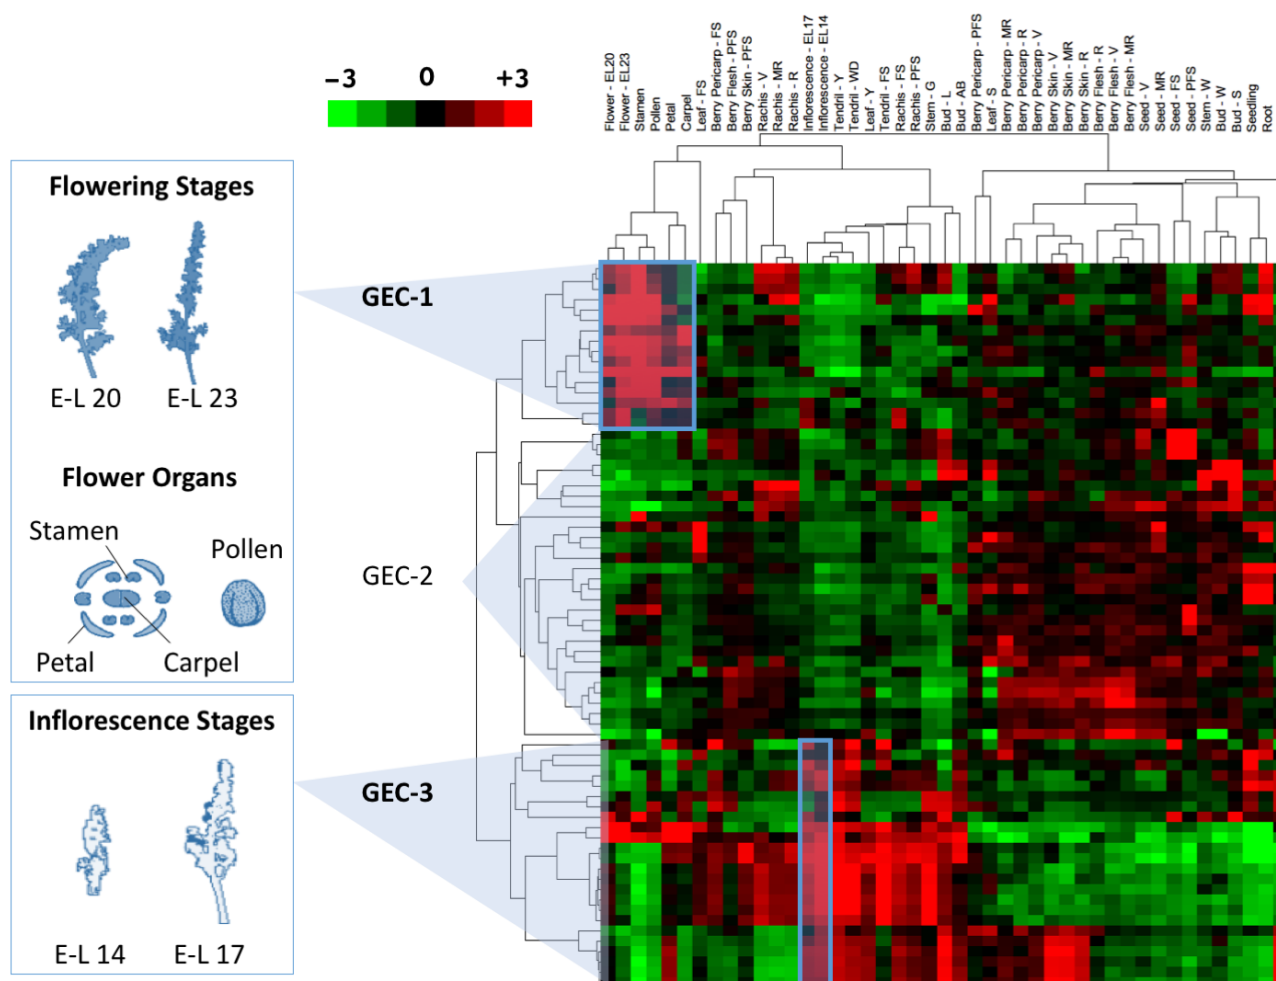 −3 0 +3
Flower - EL20
Flower - EL23
Stamen
Pollen
Petal
Carpel
Leaf - FS
Berry Pericarp - FS
Berry Flesh - PFS
Berry Skin - PFS
Rachis - V
Rachis - MR
Rachis - R
Inflorescence - EL17
Inflorescence - EL14
Tendril - Y
Tendril - WD
Leaf - Y
Tendril - FS
Rachis - FS
Rachis - PFS
Stem - G
Bud - L
Bud - AB
Berry Pericarp - PFS
Leaf - S
Berry Pericarp - MR
Berry Pericarp - R
Berry Pericarp - V
Berry Skin - V
Berry Skin - MR
Berry Skin - R
Berry Flesh - R
Berry Flesh - V
Berry Flesh - MR
Seed - V
Seed - MR
Seed - FS
Seed - PFS
Stem - W
Bud - W
Bud - S
Seedling
Root
Flowering Stages
E-L 20 E-L 23
Flower Organs
Stamen
Pollen
Petal Carpel
Inflorescence Stages
E-L 14 E-L 17
GEC-1
GEC-2
GEC-3